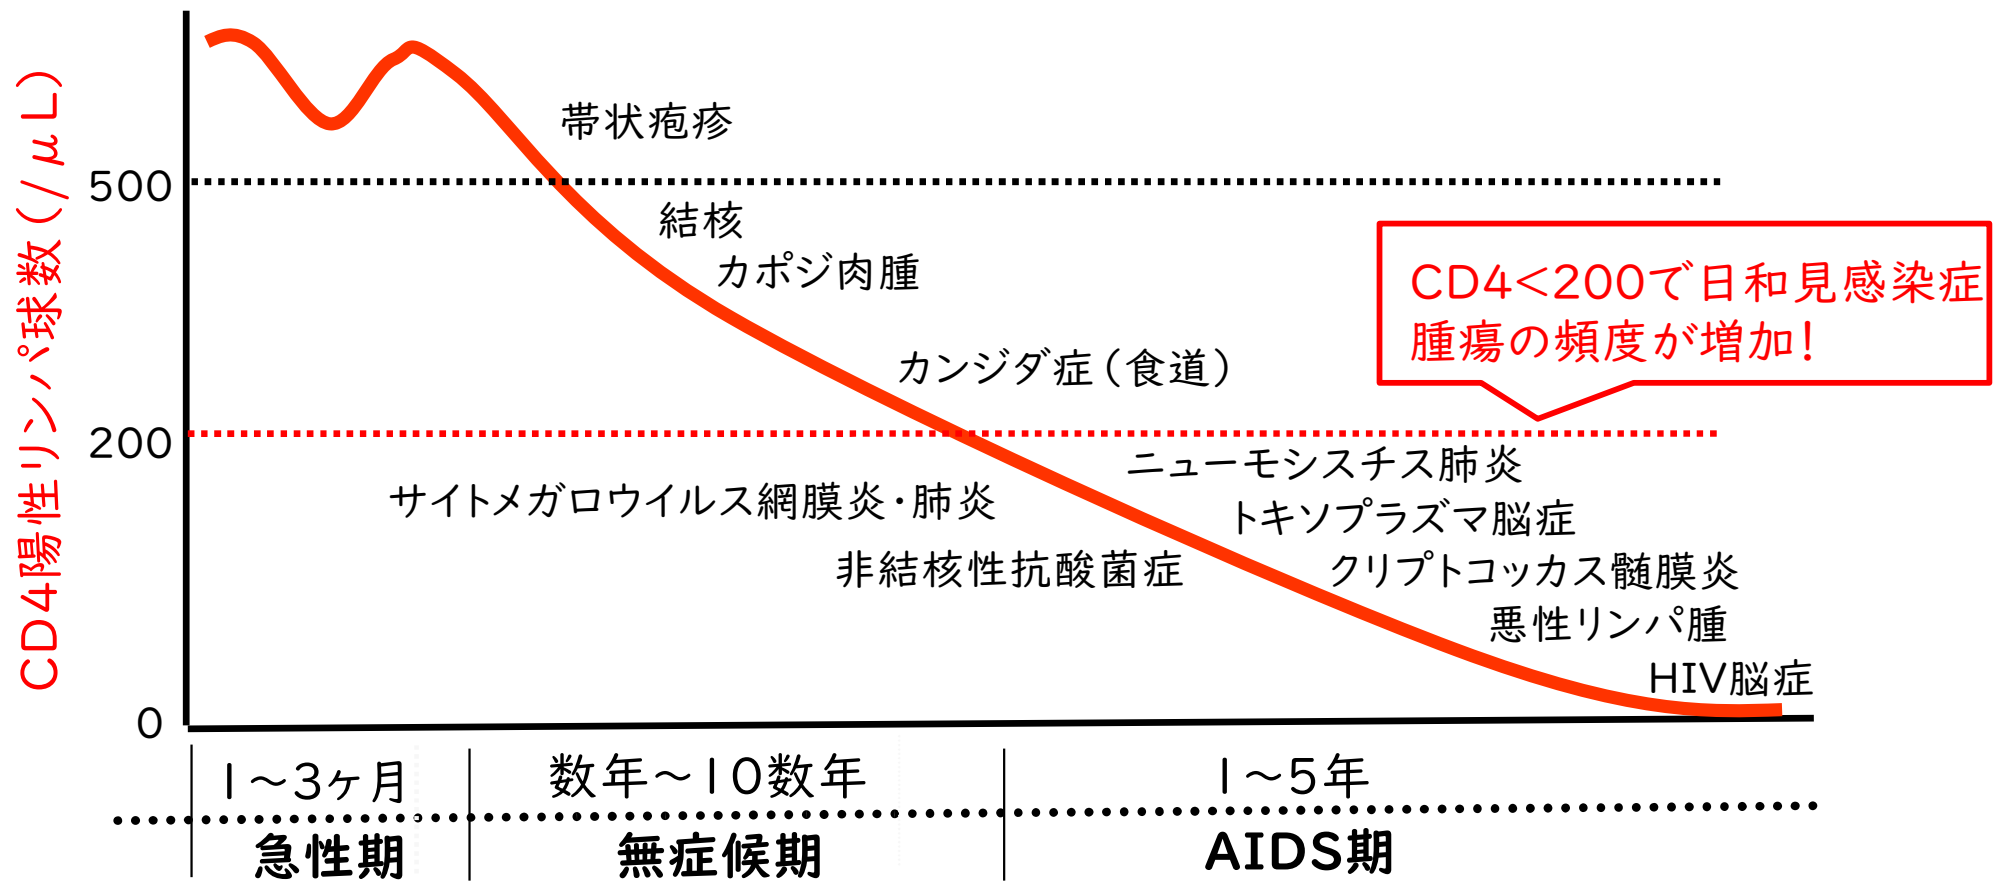 CD4陽性リンパ球数(/μL)
帯状疱疹
500
結核
カポジ肉腫
CD4<200で日和見感染症
腫瘍の頻度が増加!
カンジダ症(食道)
200
ニューモシスチス肺炎
サイトメガロウイルス網膜炎・肺炎
トキソプラズマ脳症
非結核性抗酸菌症
クリプトコッカス髄膜炎
悪性リンパ腫
HIV脳症
0
1～3ヶ月
数年～10数年
1～5年
急性期
無症候期
AIDS期